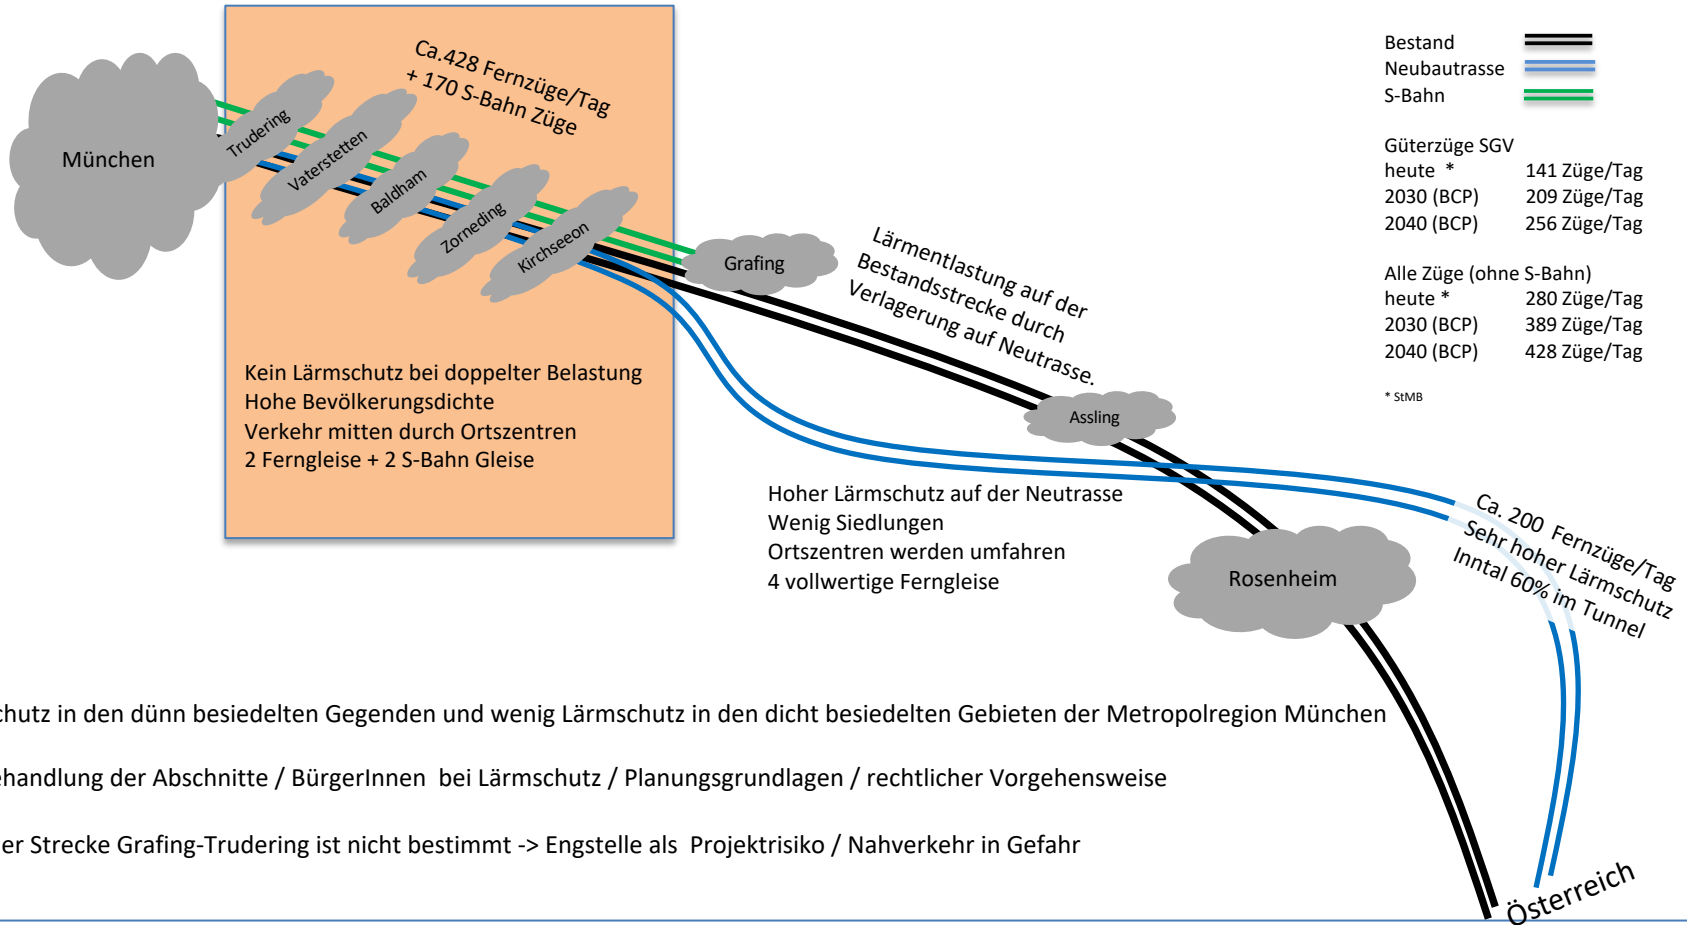 Ca.428 Fernzüge/Tag
+ 170 S-Bahn Züge
München
Trudering
Vaterstetten
Baldham
Zorneding
Kirchseeon
Grafing
Bestand
Neubautrasse
S-Bahn
Güterzüge SGV
heute * 141 Züge/Tag
2030 (BCP) 209 Züge/Tag
2040 (BCP) 256 Züge/Tag
Alle Züge (ohne S-Bahn)
heute * 280 Züge/Tag
2030 (BCP) 389 Züge/Tag
2040 (BCP) 428 Züge/Tag
* StMB
Lärmentlastung auf der
Bestandsstrecke durch
Verlagerung auf Neutrasse.
Kein Lärmschutz bei doppelter Belastung
Hohe Bevölkerungsdichte
Verkehr mitten durch Ortszentren
2 Ferngleise + 2 S-Bahn Gleise
Assling
Hoher Lärmschutz auf der Neutrasse
Wenig Siedlungen
Ortszentren werden umfahren
4 vollwertige Ferngleise
Rosenheim
Ca. 200 Fernzüge/Tag
Sehr hoher Lärmschutz
Inntal 60% im Tunnel
chutz in den dünn besiedelten Gegenden und wenig Lärmschutz in den dicht besiedelten Gebieten der Metropolregion München
ehandlung der Abschnitte / BürgerInnen bei Lärmschutz / Planungsgrundlagen / rechtlicher Vorgehensweise
er Strecke Grafing-Trudering ist nicht bestimmt -> Engstelle als Projektrisiko / Nahverkehr in Gefahr
Österreich